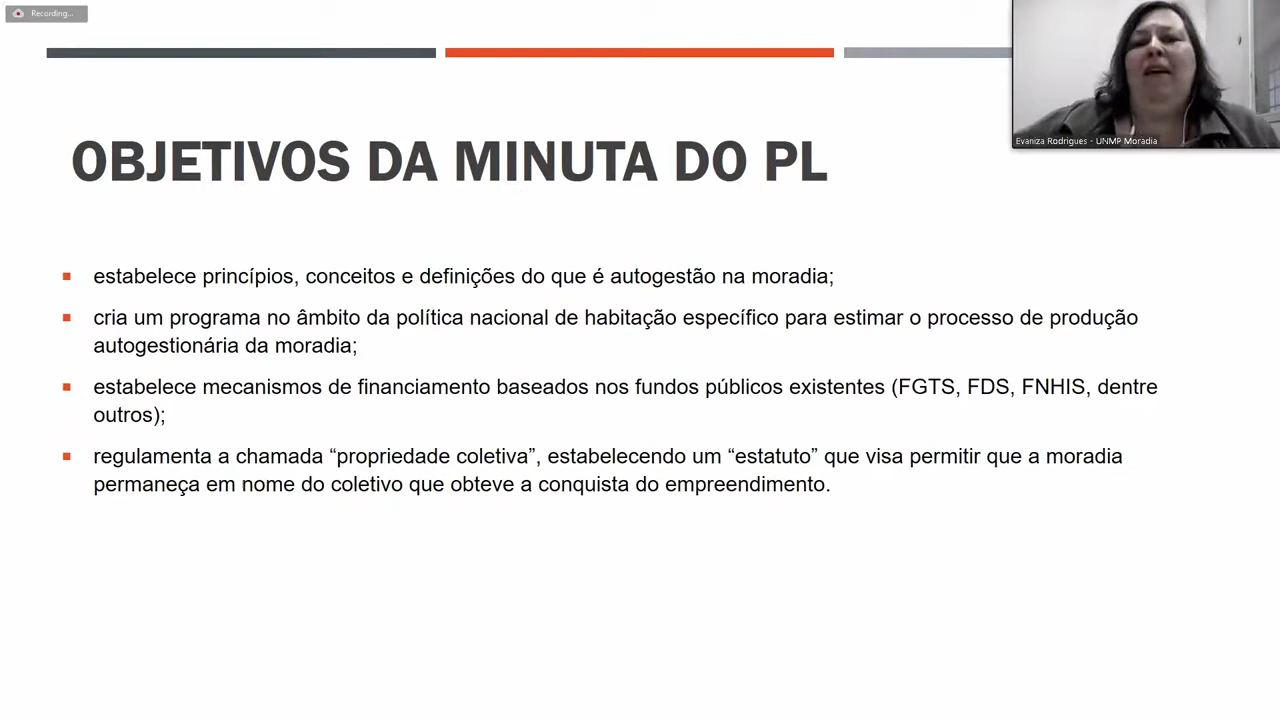 Recording...
Evaniza Rodrigues - UNMP Moradia
OBJETIVOS DA MINUTA DO PL
estabelece princípios, conceitos e definições do que é autogestão na moradia;
cria um programa no âmbito da política nacional de habitação específico para estimar o processo de produção
autogestionária da moradia;
estabelece mecanismos de financiamento baseados nos fundos públicos existentes (FGTS, FDS, FNHIS, dentre
outros);
regulamenta a chamada “propriedade coletiva”, estabelecendo um “estatuto” que visa permitir que a moradia
permaneça em nome do coletivo que obteve a conquista do empreendimento.